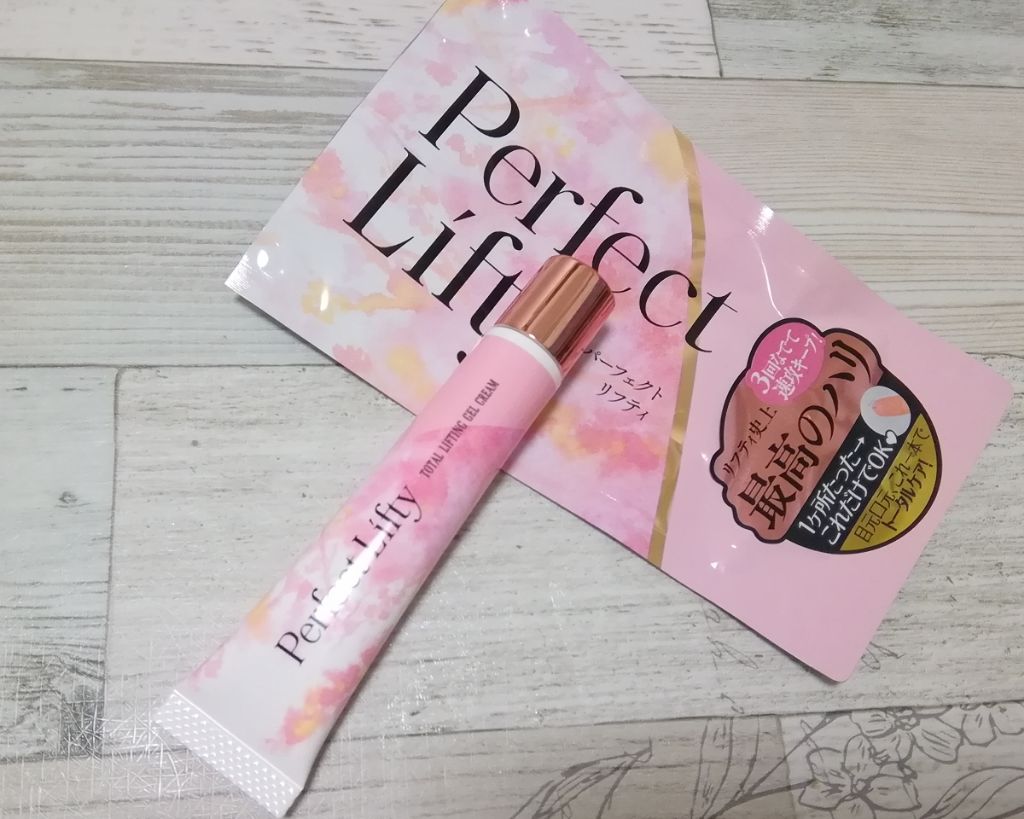 Perfect
Lifty
パーフェクト
リフティ
3回なでて
速攻キープ!
リフティ史上
最高のハリ
1ヶ所たった→
これだけでOK♥
目元口元、これ一本で
トータルケア!
Perfect Lifty
TOTAL LIFTING GEL CREAM